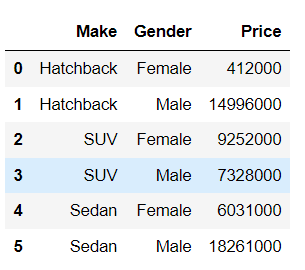 Make Gender Price
0 Hatchback Female 412000
1 Hatchback Male 14996000
2 SUV Female 9252000
3 SUV Male 7328000
4 Sedan Female 6031000
5 Sedan Male 18261000